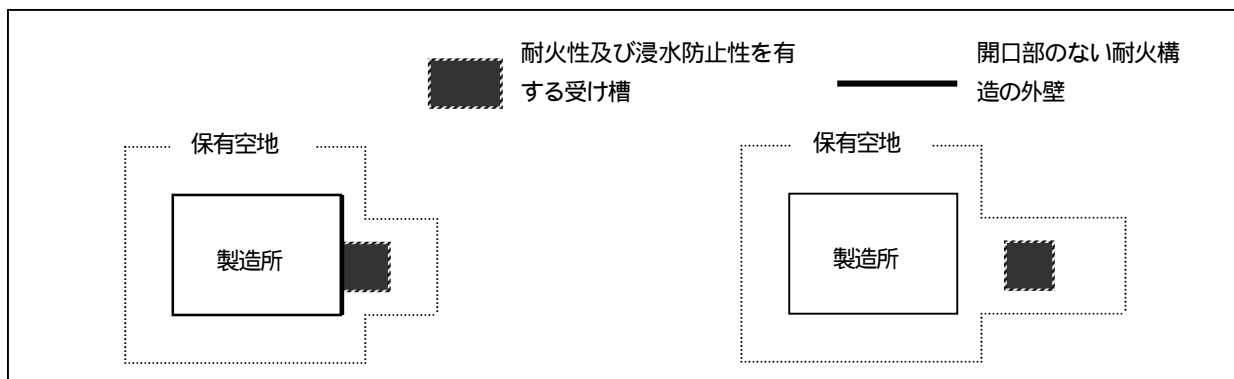 耐火性及び浸水防止性を有
する受け槽
開口部のない耐火構
造の外壁
保有空地
製造所
保有空地
製造所